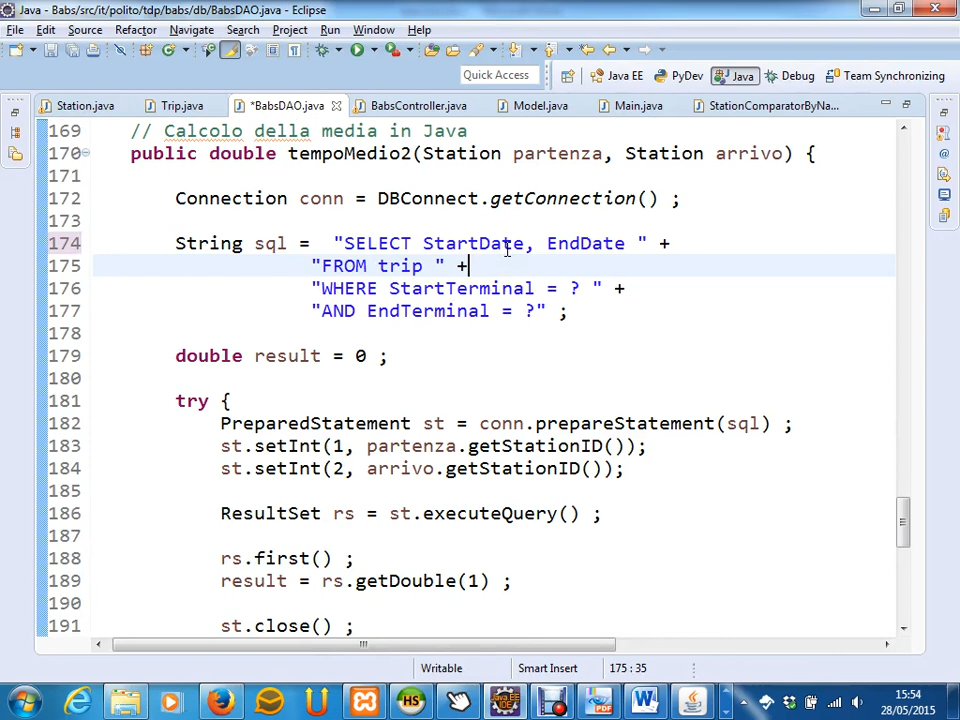 Java - Babs/src/it/polito/tdp/babs/db/BabsDAO.java - Eclipse
File Edit Source Refactor Navigate Search Project Run Window Help
Quick Access Java EE PyDev Java Debug Team Synchronizing
Station.java Trip.java *BabsDAO.java BabsController.java Model.java Main.java StationComparatorByNa...
169 // Calcolo della media in Java
170 public double tempoMedio2(Station partenza, Station arrivo) {
171
172 Connection conn = DBConnect.getConnection() ;
173
174 String sql = "SELECT StartDate, EndDate " +
175 "FROM trip " +
176 "WHERE StartTerminal = ? " +
177 "AND EndTerminal = ?" ;
178
179 double result = 0 ;
180
181 try {
182 PreparedStatement st = conn.prepareStatement(sql) ;
183 st.setInt(1, partenza.getStationID());
184 st.setInt(2, arrivo.getStationID());
185
186 ResultSet rs = st.executeQuery() ;
187
188 rs.first() ;
189 result = rs.getDouble(1) ;
190
191 st.close() ;
Writable Smart Insert 175 : 35
15:54
28/05/2015